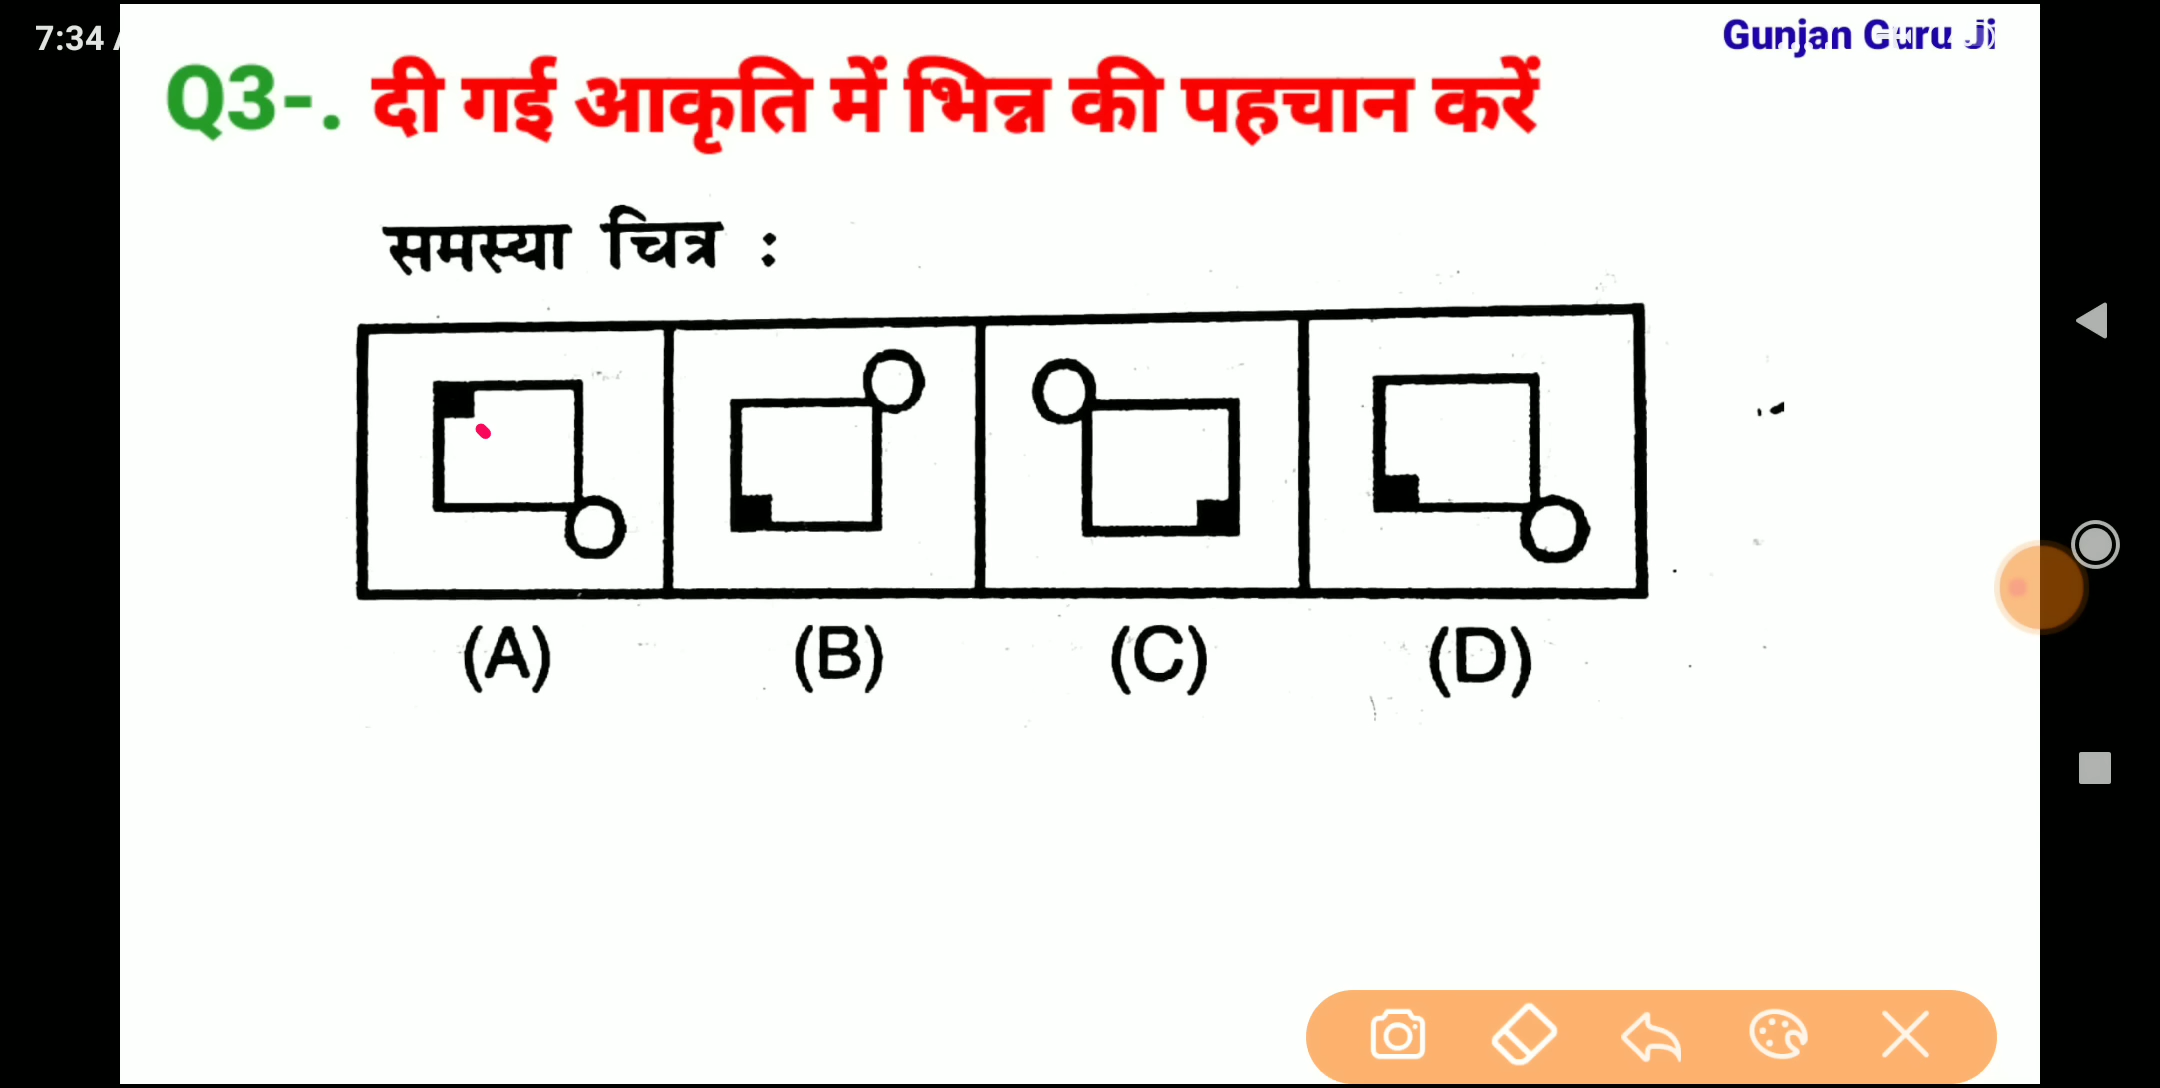 7:34
Gunjan Guru Ji
Q3-. दी गई आकृति में भिन्न की पहचान करें
समस्या चित्र :
(A) (B) (C) (D)